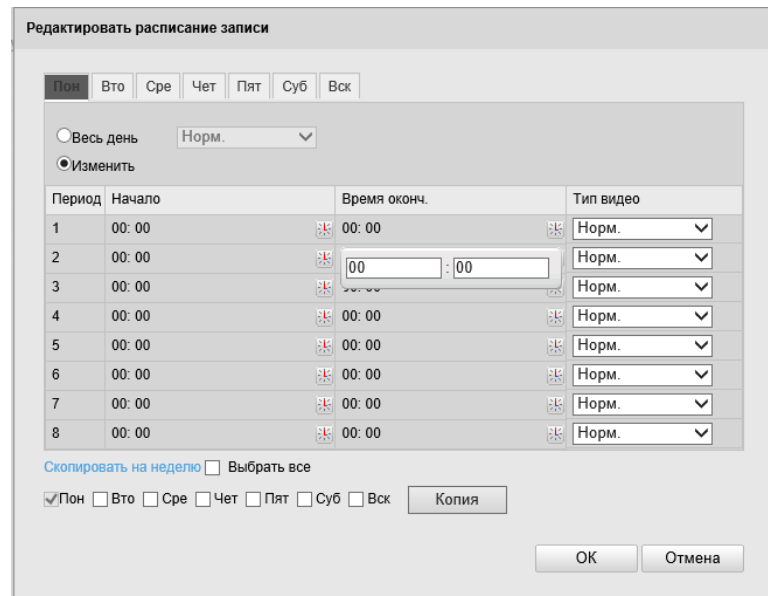 Редактировать расписание записи
Пон Вто Сре Чет Пят Суб Вск
Весь день Норм.
Изменить
Период Начало Время оконч. Тип видео
1 00: 00 00: 00 Норм.
2 00: 00 Норм.
00 : 00
3 00: 00 Норм.
4 00: 00 00: 00 Норм.
5 00: 00 00: 00 Норм.
6 00: 00 00: 00 Норм.
7 00: 00 00: 00 Норм.
8 00: 00 00: 00 Норм.
Скопировать на неделю Выбрать все
Пон Вто Сре Чет Пят Суб Вск Копия
ОК Отмена